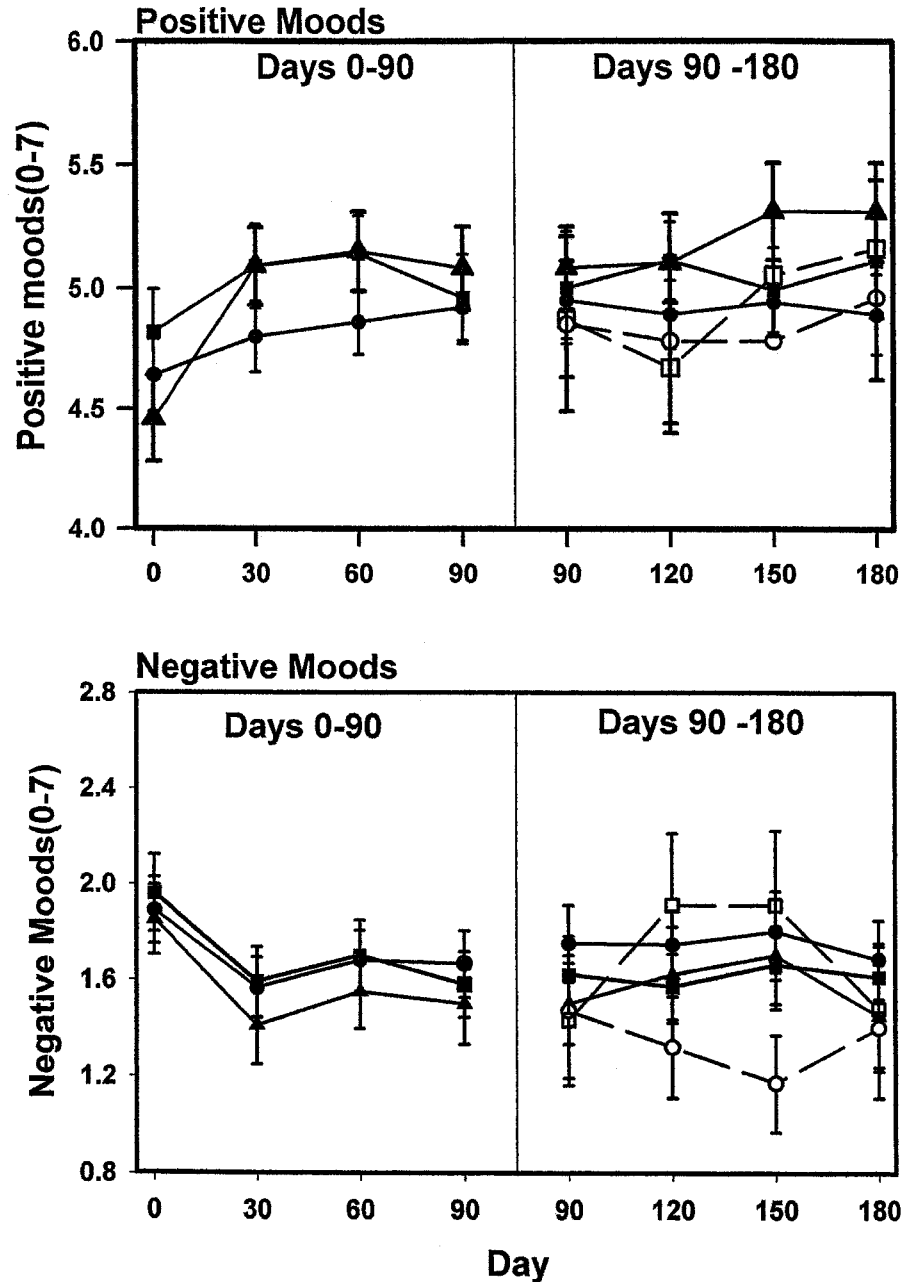 Positive Moods
Days 0-90
Days 90 -180
Positive moods(0-7)
6.0
5.5
5.0
4.5
4.0
0 30 60 90 90 120 150 180
Negative Moods
Days 0-90
Days 90 -180
Negative Moods(0-7)
2.8
2.4
2.0
1.6
1.2
0.8
0 30 60 90 90 120 150 180
Day